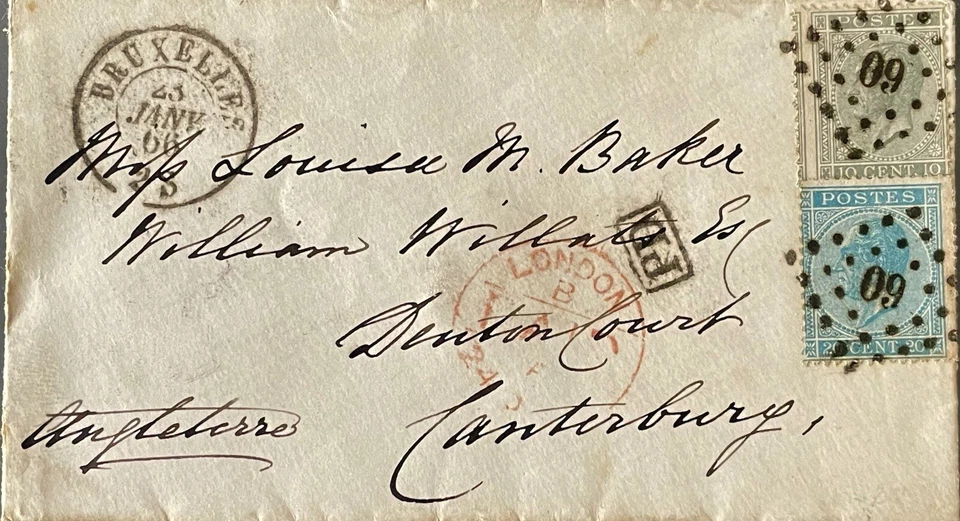 BRUXELLES
23
JANV
66
Miss Louisa M. Baker
William Willats Esq
Denton Court
Canterbury,
Angleterre
PD
LONDON
B
POSTES
60
10 CENT. 10
POSTES
60
20 CENT 20